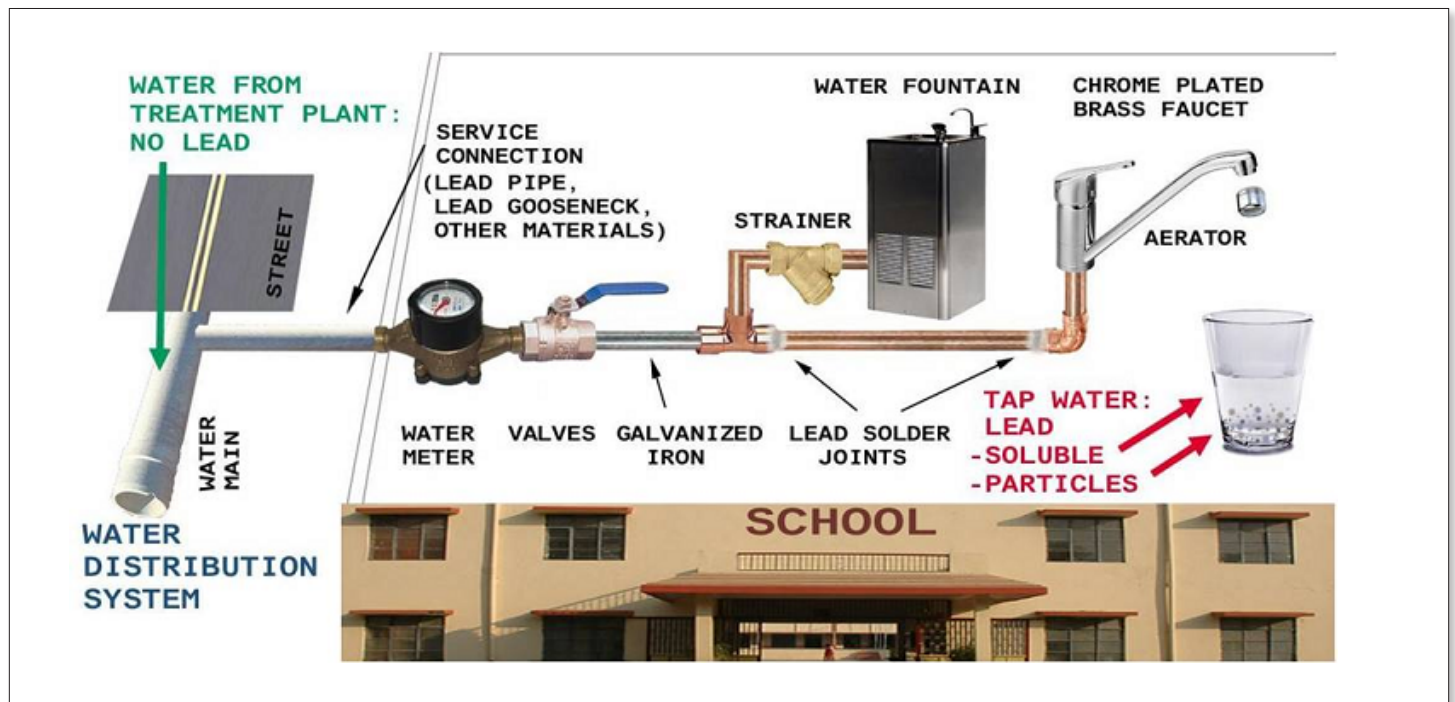 WATER FROM
TREATMENT PLANT:
NO LEAD
SERVICE
CONNECTION
(LEAD PIPE,
LEAD GOOSENECK,
OTHER MATERIALS)
STREET
WATER FOUNTAIN
CHROME PLATED
BRASS FAUCET
STRAINER
AERATOR
WATER
MAIN
WATER
METER
VALVES
GALVANIZED
IRON
LEAD SOLDER
JOINTS
TAP WATER:
LEAD
-SOLUBLE
-PARTICLES
WATER
DISTRIBUTION
SYSTEM
SCHOOL